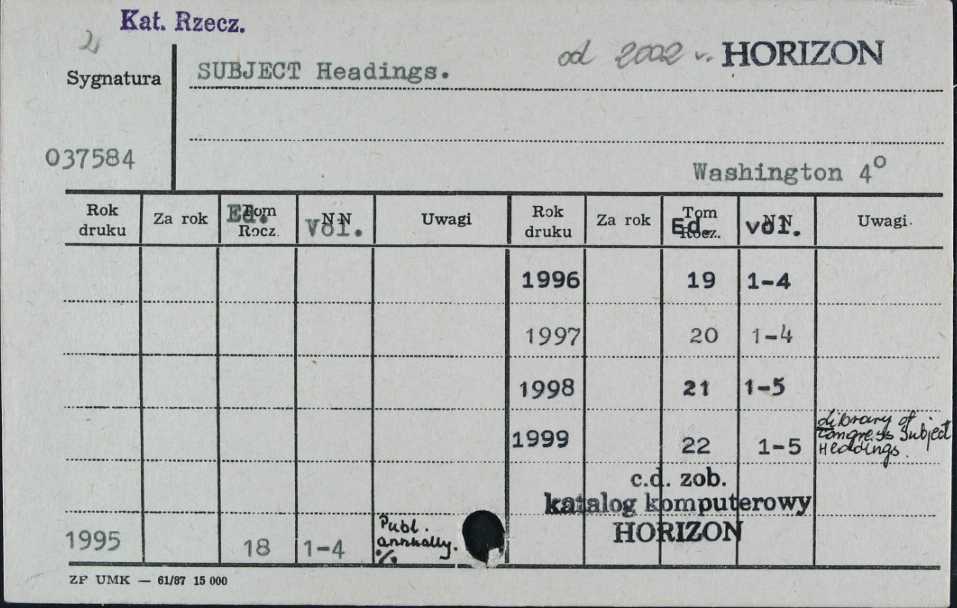 Kat. Rzecz.
2,
Sygnatura
SUBJECT Headings.
od 2002 r. HORIZON
037584
Washington 4°
Rok druku Za rok Tom Rocz. Ed. NN Vol. Uwagi Rok druku Za rok Tom Rocz. Ed. NN vol. Uwagi
1996 19 1-4
1997 20 1-4
1998 21 1-5
1999 22 1-5 Library of Congress Subject Headings.
c.d. zob.
katalog komputerowy
HORIZON
1995 18 1-4 Publ. annually. %
ZP UMK — 61/87 15 000